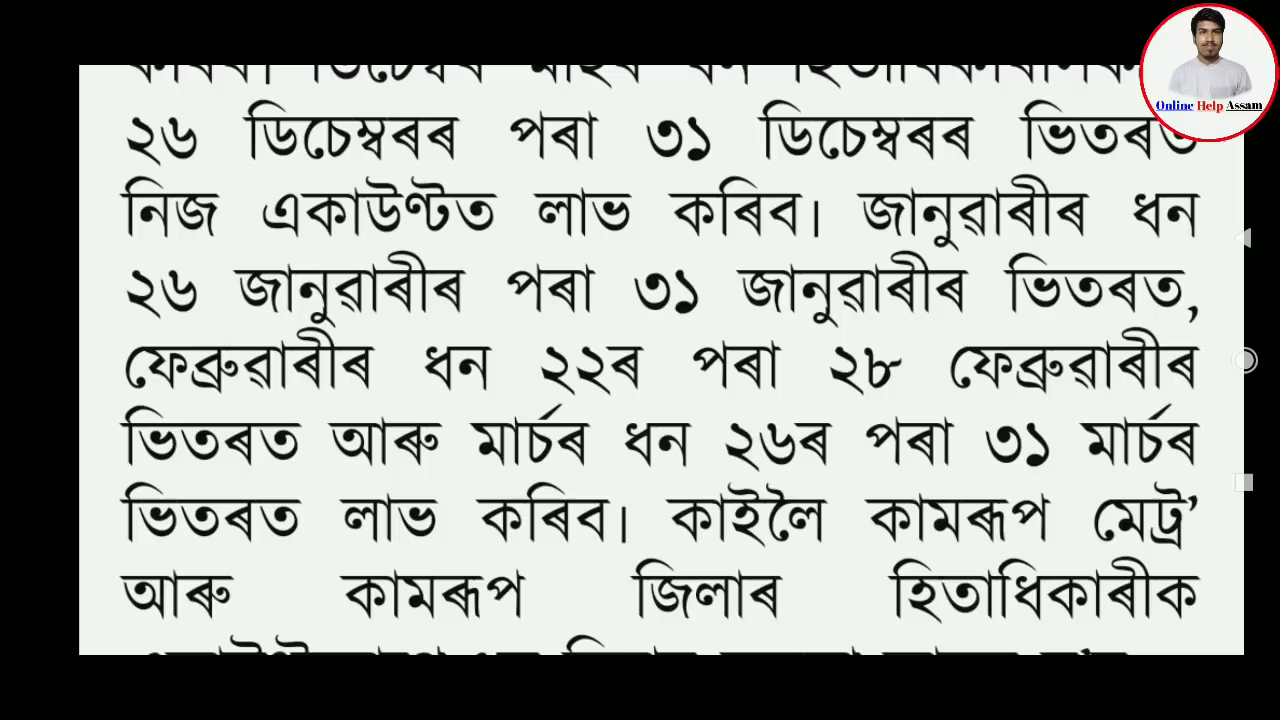 Online Help Assam
২৬ ডিচেম্বৰৰ পৰা ৩১ ডিচেম্বৰৰ ভিতৰত
নিজ একাউণ্টত লাভ কৰিব। জানুৱাৰীৰ ধন
২৬ জানুৱাৰীৰ পৰা ৩১ জানুৱাৰীৰ ভিতৰত,
ফেব্ৰুৱাৰীৰ ধন ২২ৰ পৰা ২৮ ফেব্ৰুৱাৰীৰ
ভিতৰত আৰু মাৰ্চৰ ধন ২৬ৰ পৰা ৩১ মাৰ্চৰ
ভিতৰত লাভ কৰিব। কাইলৈ কামৰূপ মেট্ৰ’
আৰু কামৰূপ জিলাৰ হিতাধিকাৰীক